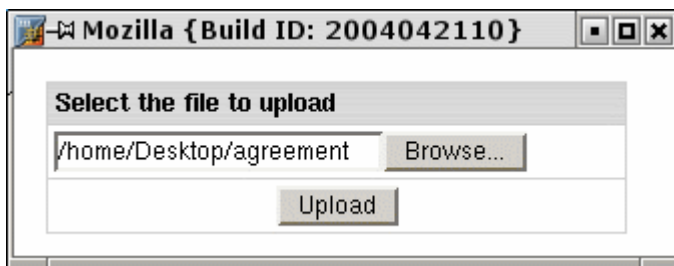 Mozilla {Build ID: 2004042110}
Select the file to upload
/home/Desktop/agreement Browse...
Upload